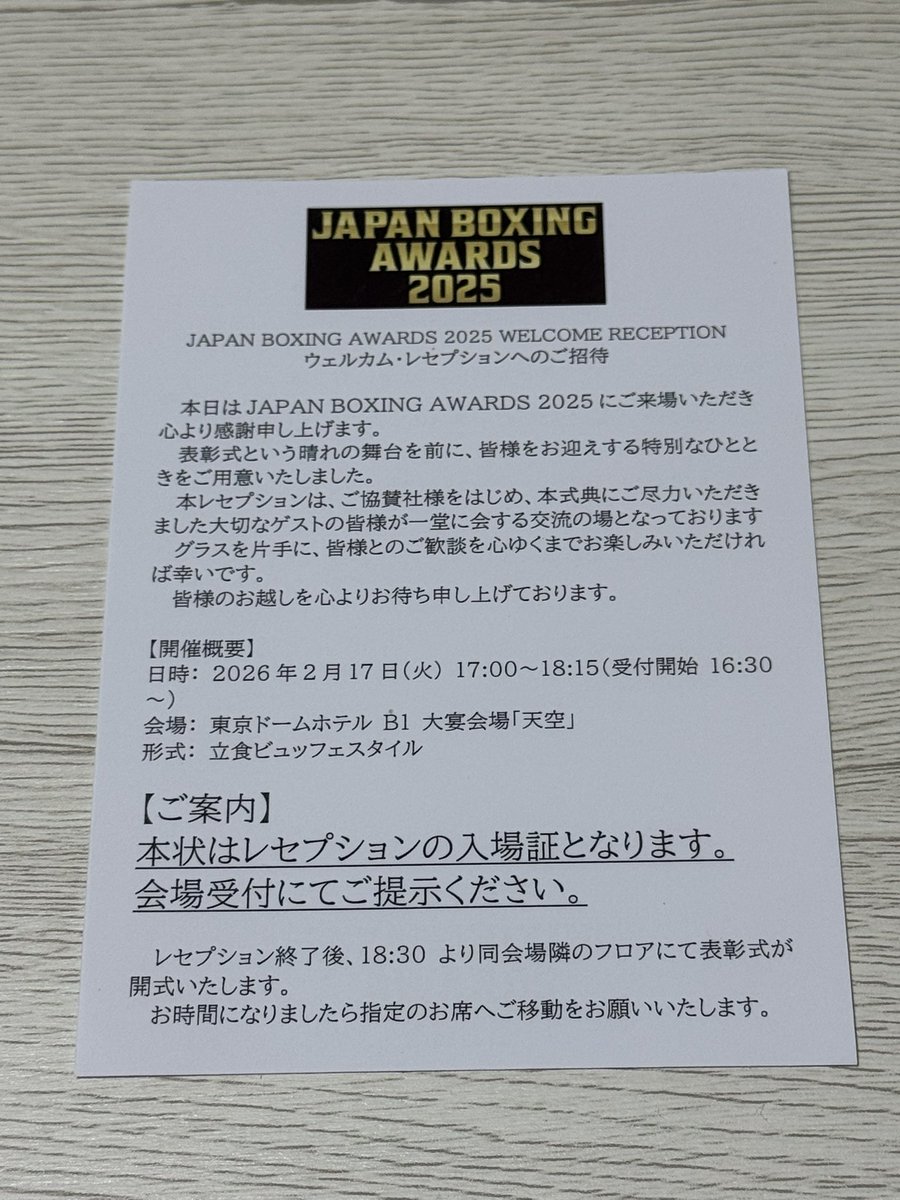 JAPAN BOXING
AWARDS
2025
JAPAN BOXING AWARDS 2025 WELCOME RECEPTION
ウェルカム・レセプションへのご招待
本日は JAPAN BOXING AWARDS 2025 にご来場いただき
心より感謝申し上げます。
表彰式という晴れの舞台を前に、皆様をお迎えする特別なひとと
きをご用意いたしました。
本レセプションは、ご協賛社様をはじめ、本式典にご尽力いただき
ました大切なゲストの皆様が一堂に会する交流の場となっております
グラスを片手に、皆様とのご歓談を心ゆくまでお楽しみいただけれ
ば幸いです。
皆様のお越しを心よりお待ち申し上げております。
【開催概要】
日時： 2026 年 2 月 17 日（火） 17:00～18:15（受付開始 16:30
～）
会場： 東京ドームホテル B1 大宴会場「天空」
形式： 立食ビュッフェスタイル
【ご案内】
本状はレセプションの入場証となります。
会場受付にてご提示ください。
レセプション終了後、18:30 より同会場隣のフロアにて表彰式が
開式いたします。
お時間になりましたら指定のお席へご移動をお願いいたします。